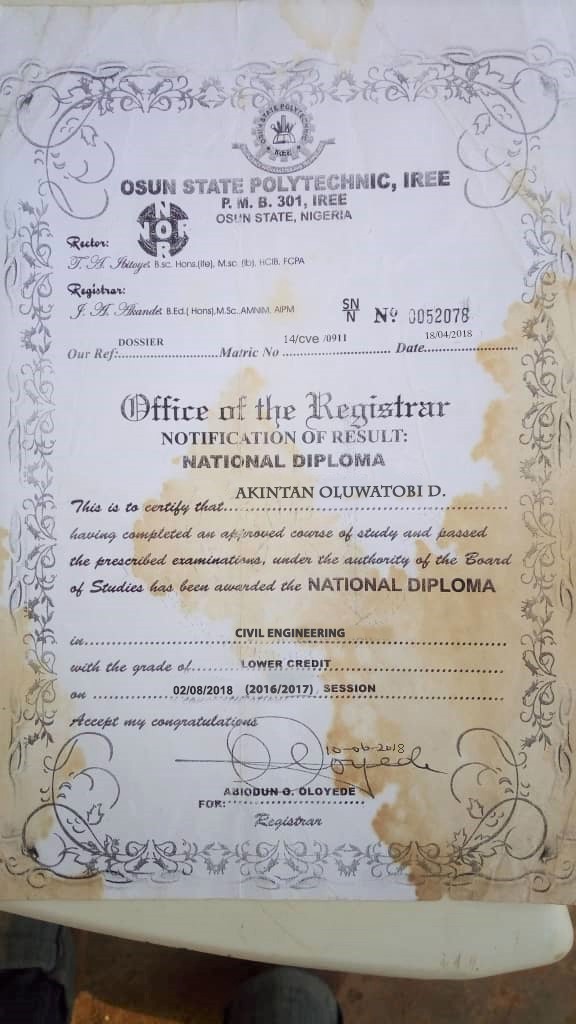 OSUN STATE POLYTECHNIC
IREE
OSUN STATE POLYTECHNIC, IREE
P. M. B. 301, IREE
OSUN STATE, NIGERIA
NOR
Rector:
T. A. Ibitoye B.sc. Hons.(Ife), M.sc. (Ib), HCIB, FCPA
Registrar:
J. A. Akande B.Ed.( Hons),M.Sc.,AMNIM, AIPM
SN/N Nº 0052078
Our Ref:DOSSIER Matric No 14/cve /0911 Date 18/04/2018
Office of the Registrar
NOTIFICATION OF RESULT:
NATIONAL DIPLOMA
This is to certify that AKINTAN OLUWATOBI D.
having completed an approved course of study and passed
the prescribed examinations, under the authority of the Board
of Studies has been awarded the NATIONAL DIPLOMA
in CIVIL ENGINEERING
with the grade of LOWER CREDIT
on 02/08/2018 (2016/2017) SESSION
Accept my congratulations
10-06-2018
Oloyede
ABIODUN O. OLOYEDE
FOR:
Registrar